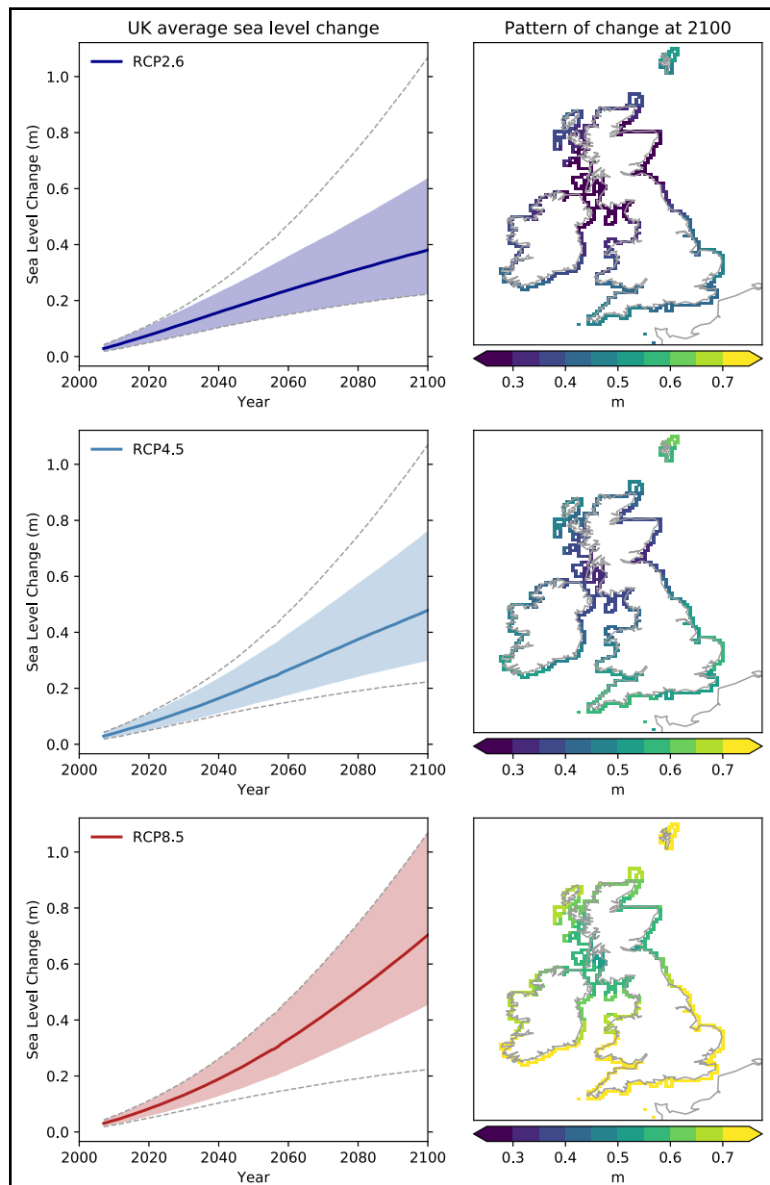 UK average sea level change
Pattern of change at 2100
RCP2.6
1.0
0.8
0.6
0.4
0.2
0.0
Sea Level Change (m)
2000 2020 2040 2060 2080 2100
Year
0.3 0.4 0.5 0.6 0.7
m
RCP4.5
1.0
0.8
0.6
0.4
0.2
0.0
Sea Level Change (m)
2000 2020 2040 2060 2080 2100
Year
0.3 0.4 0.5 0.6 0.7
m
RCP8.5
1.0
0.8
0.6
0.4
0.2
0.0
Sea Level Change (m)
2000 2020 2040 2060 2080 2100
Year
0.3 0.4 0.5 0.6 0.7
m